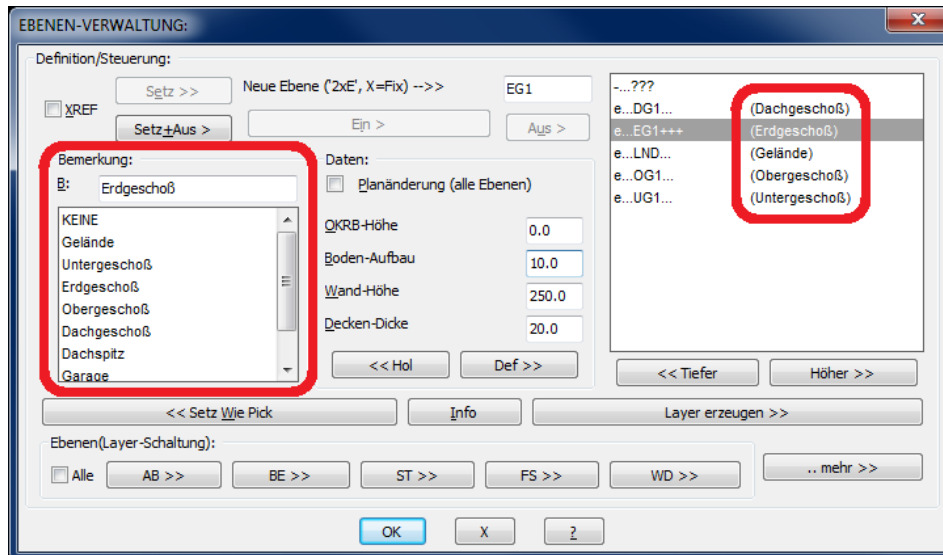 EBENEN-VERWALTUNG:
x
Definition/Steuerung:
XREF
Setz >>
Setz+Aus >
Neue Ebene ('2xE', X=Fix) -->>
EG1
Ein >
Aus >
Bemerkung:
B:
Erdgeschoß
KEINE
Gelände
Untergeschoß
Erdgeschoß
Obergeschoß
Dachgeschoß
Dachspitz
Garage
Daten:
Planänderung (alle Ebenen)
OKRB-Höhe
0.0
Boden-Aufbau
10.0
Wand-Höhe
250.0
Decken-Dicke
20.0
<< Hol
Def >>
-...???
e...DG1... (Dachgeschoß)
e...EG1+++ (Erdgeschoß)
e...LND... (Gelände)
e...OG1... (Obergeschoß)
e...UG1... (Untergeschoß)
<< Tiefer
Höher >>
<< Setz Wie Pick
Info
Layer erzeugen >>
Ebenen(Layer-Schaltung):
Alle
AB >>
BE >>
ST >>
FS >>
WD >>
.. mehr >>
OK
X
?